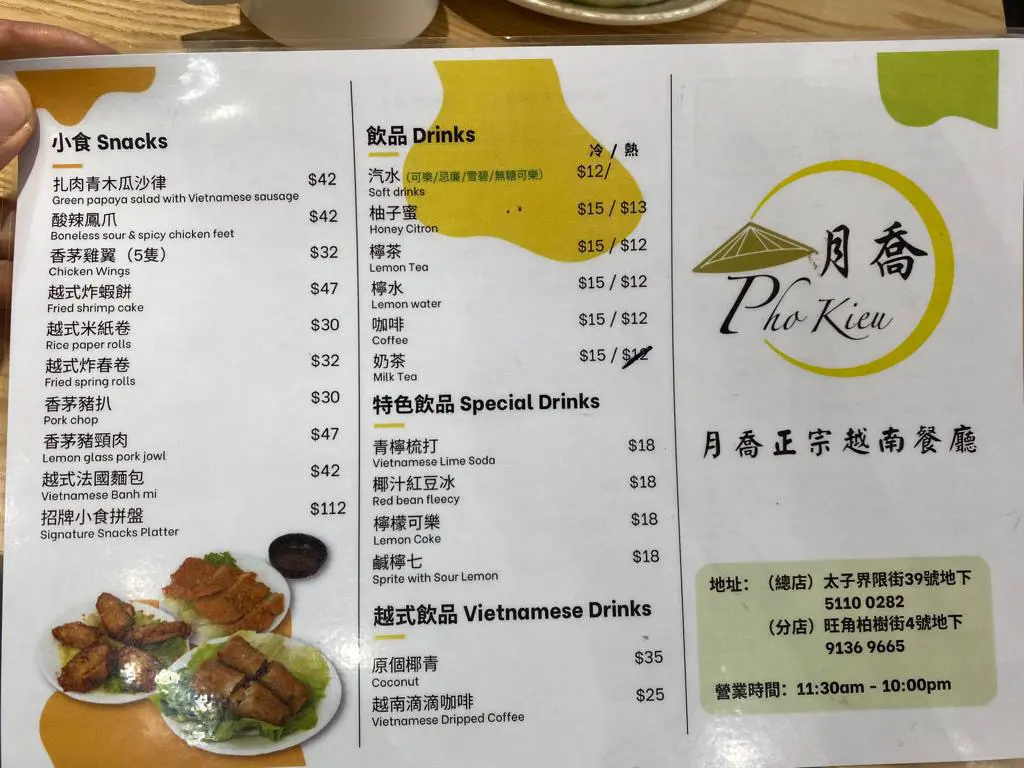 小食 Snacks
扎肉青木瓜沙律 $42
Green papaya salad with Vietnamese sausage
酸辣鳳爪 $42
Boneless sour & spicy chicken feet
香茅雞翼（5隻） $32
Chicken Wings
越式炸蝦餅 $47
Fried shrimp cake
越式米紙卷 $30
Rice paper rolls
越式炸春卷 $32
Fried spring rolls
香茅豬扒 $30
Pork chop
香茅豬頸肉 $47
Lemon glass pork jowl
越式法國麵包 $42
Vietnamese Banh mi
招牌小食拼盤 $112
Signature Snacks Platter
飲品 Drinks
冷 / 熱
汽水（可樂/忌廉/雪碧/無糖可樂） $12/
Soft drinks
柚子蜜 $15 / $13
Honey Citron
檸茶 $15 / $12
Lemon Tea
檸水 $15 / $12
Lemon water
咖啡 $15 / $12
Coffee
奶茶 $15 / $12
Milk Tea
特色飲品 Special Drinks
青檸梳打 $18
Vietnamese Lime Soda
椰汁紅豆冰 $18
Red bean fleecy
檸檬可樂 $18
Lemon Coke
鹹檸七 $18
Sprite with Sour Lemon
越式飲品 Vietnamese Drinks
原個椰青 $35
Coconut
越南滴滴咖啡 $25
Vietnamese Dripped Coffee
月喬
Pho Kieu
月喬正宗越南餐廳
地址：（總店）太子界限街39號地下
5110 0282
（分店）旺角柏樹街4號地下
9136 9665
營業時間：11:30am - 10:00pm